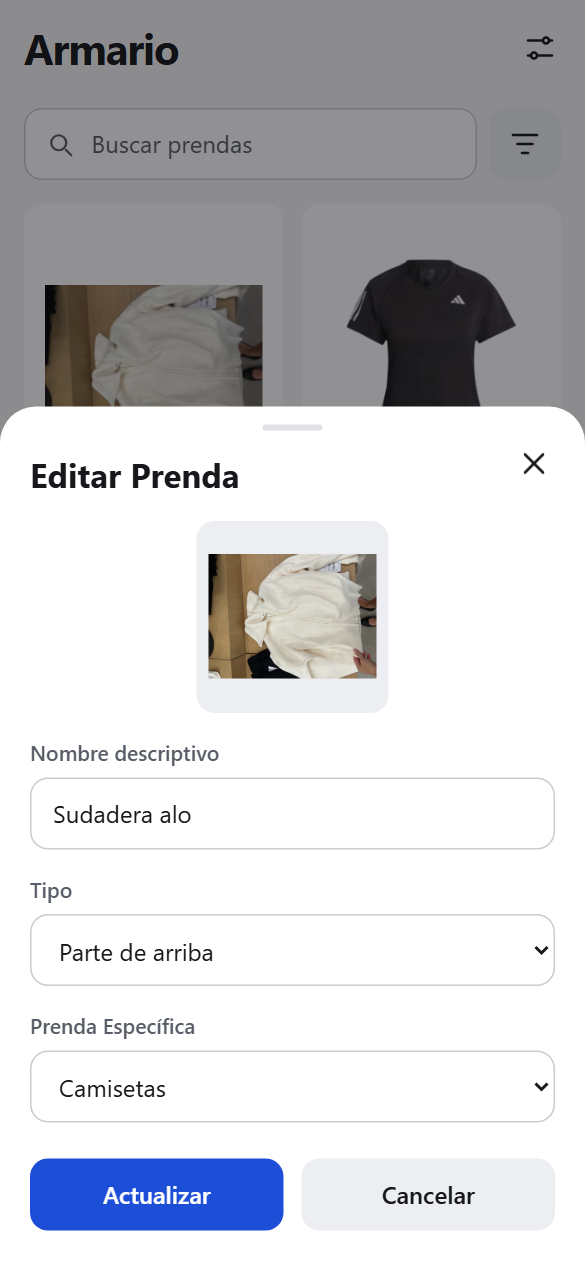 Armario
Buscar prendas
Editar Prenda
Nombre descriptivo
Sudadera alo
Tipo
Parte de arriba
Prenda Específica
Camisetas
Actualizar
Cancelar